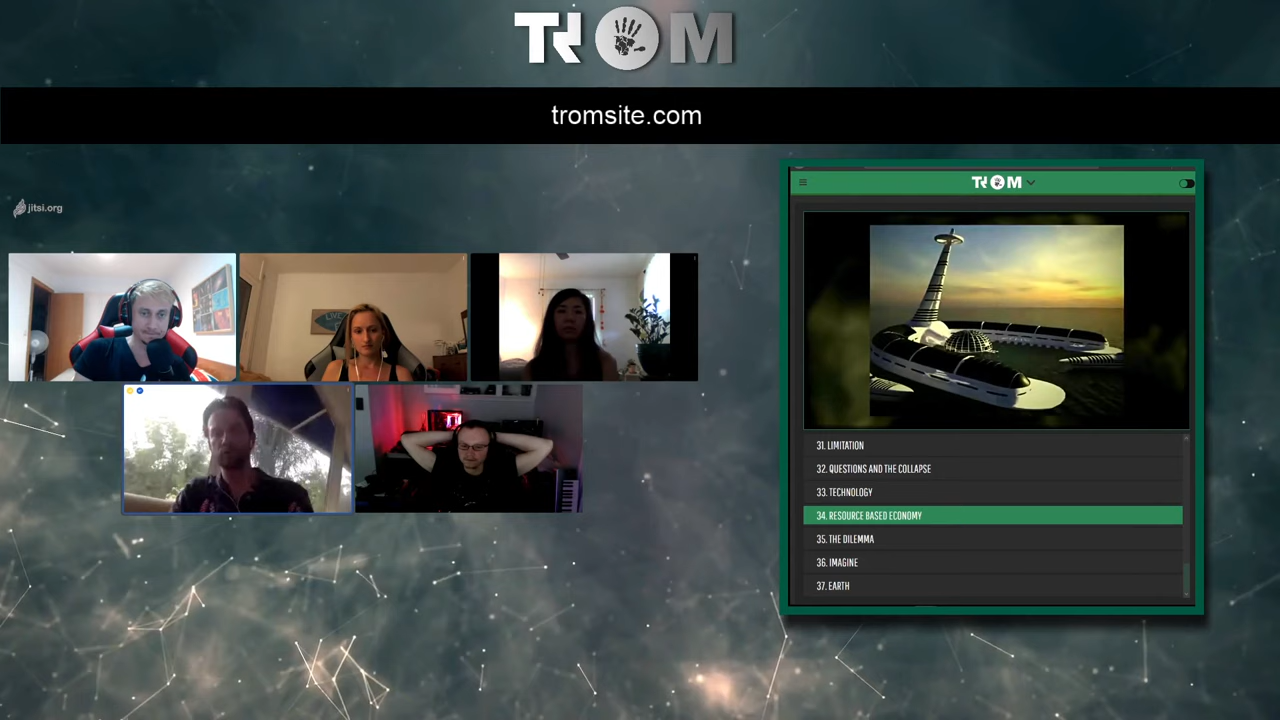 TROM
tromsite.com
jitsi.org
LIVE
TROM
31. LIMITATION
32. QUESTIONS AND THE COLLAPSE
33. TECHNOLOGY
34. RESOURCE BASED ECONOMY
35. THE DILEMMA
36. IMAGINE
37. EARTH